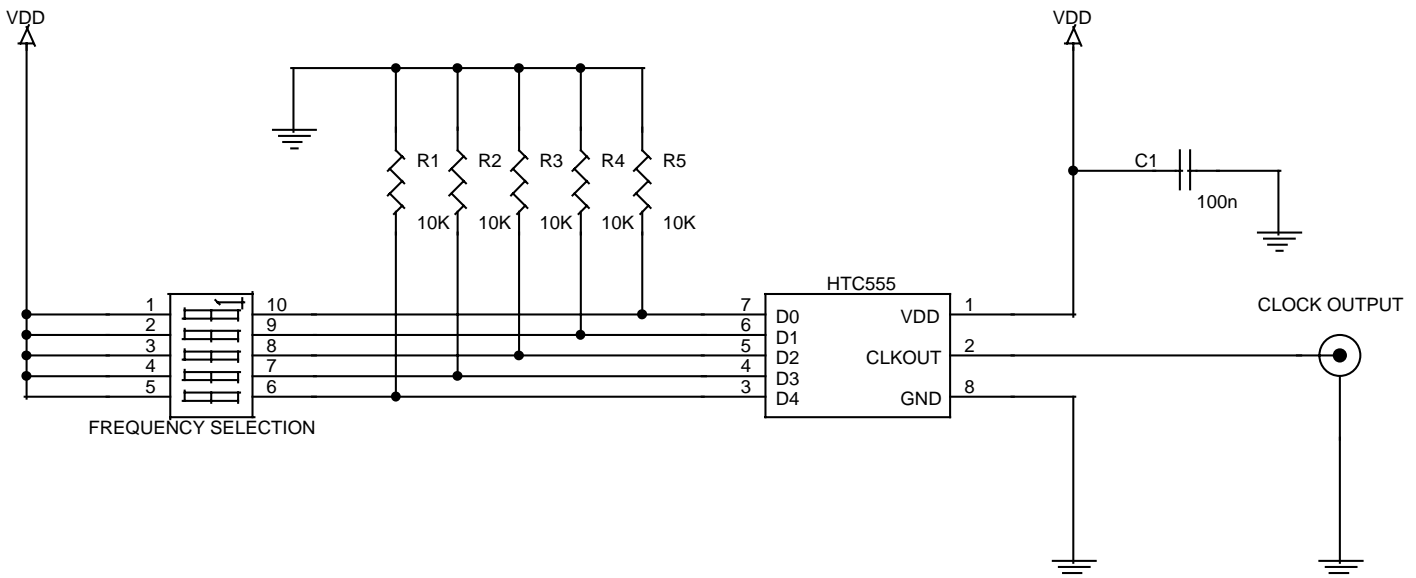 VDD
VDD
R1
R2
R3
R4
R5
C1
10K
10K
10K
10K
10K
100n
HTC555
CLOCK OUTPUT
1
10
7
D0
VDD
1
2
9
6
D1
3
8
5
D2
CLKOUT
2
4
7
4
D3
5
6
3
D4
GND
8
FREQUENCY SELECTION